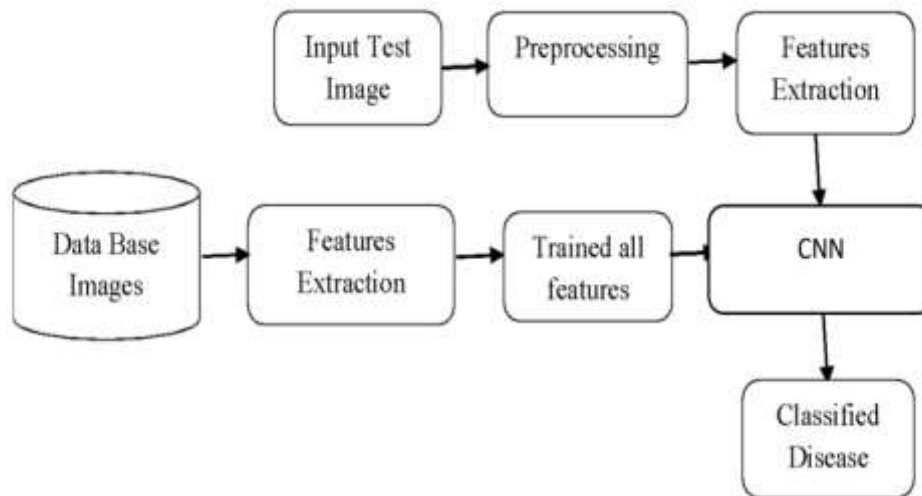 Input Test
Image
Preprocessing
Features
Extraction
Data Base
Images
Features
Extraction
Trained all
features
CNN
Classified
Disease